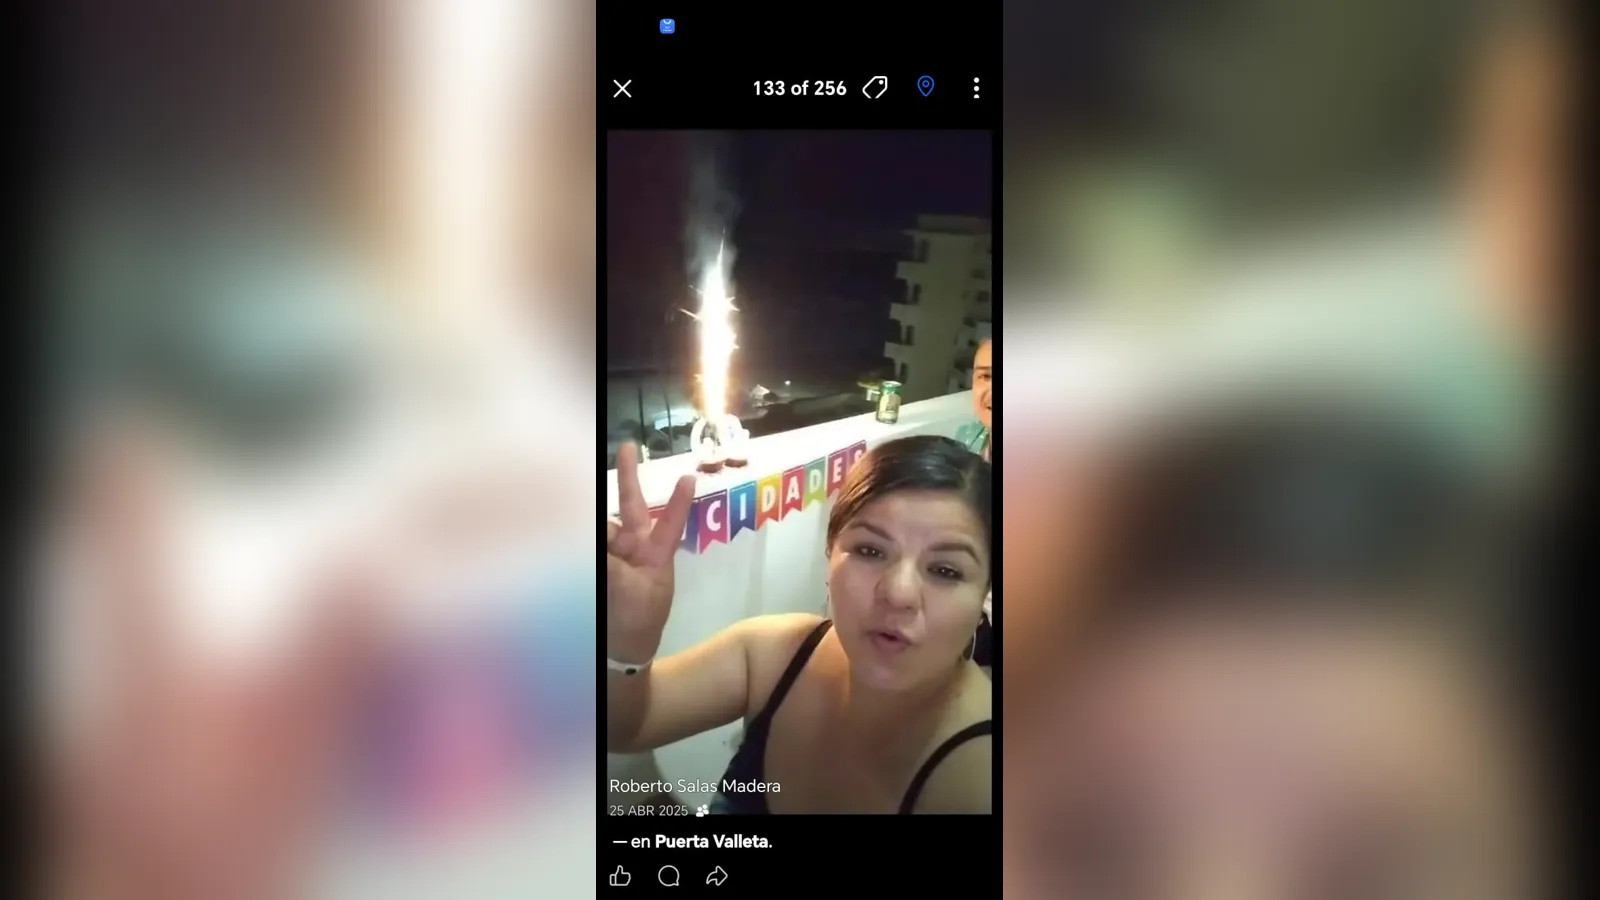 133 of 256
CIDADES
Roberto Salas Madera
25 ABR 2025
— en Puerta Valleta.